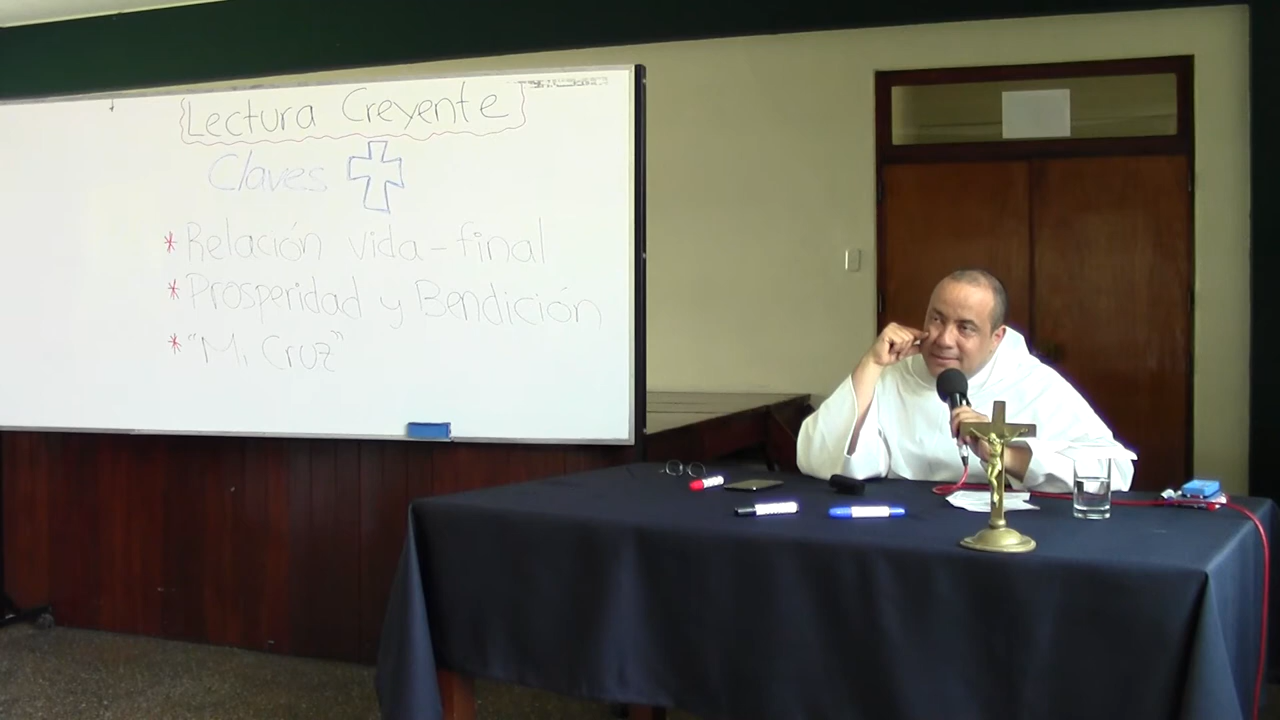 Lectura Creyente
Claves
* Relación vida-final
* Prosperidad y Bendición
* "M. Cruz"